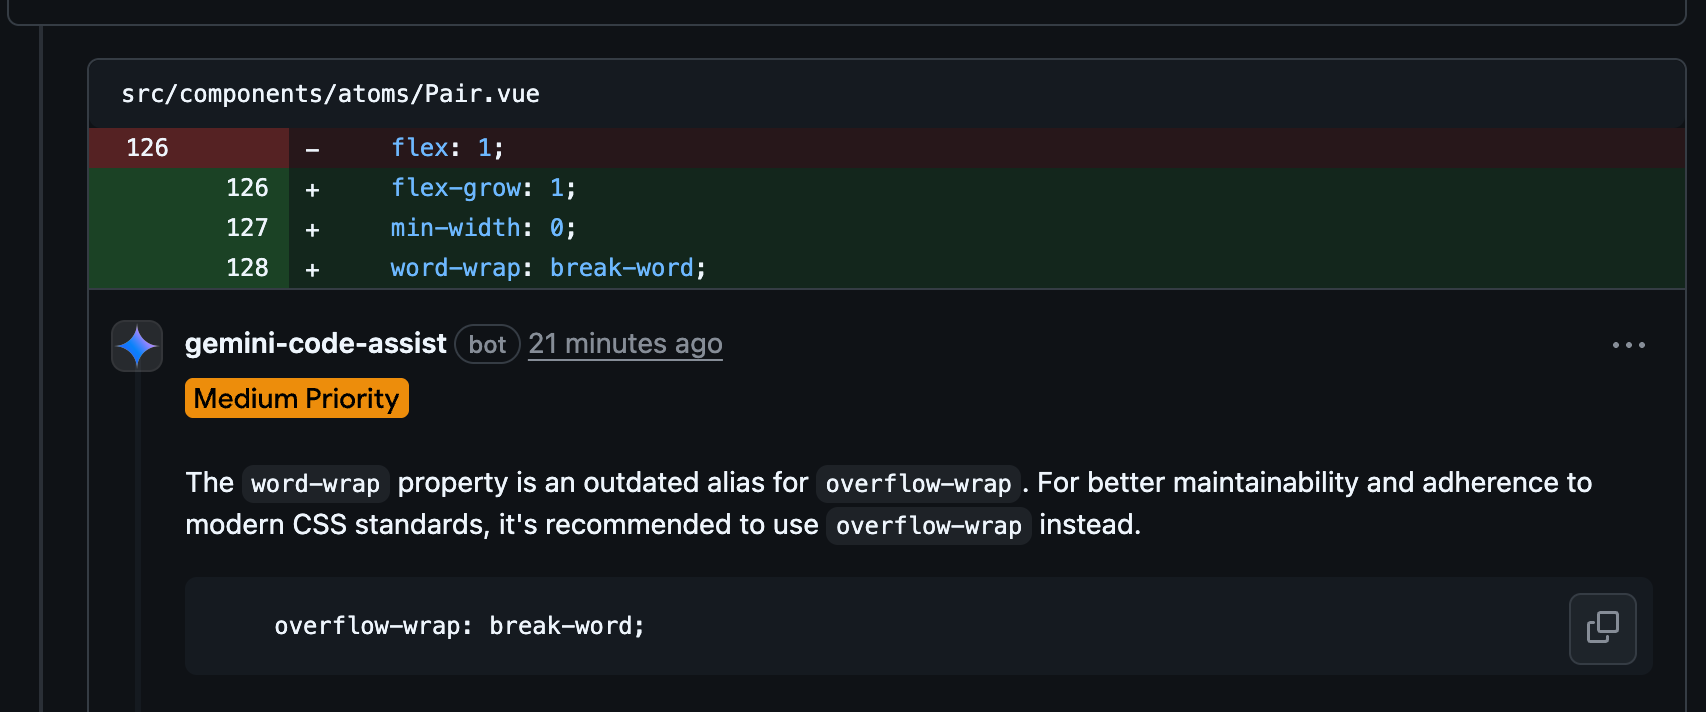 src/components/atoms/Pair.vue
126 - flex: 1;
126 + flex-grow: 1;
127 + min-width: 0;
128 + word-wrap: break-word;
gemini-code-assist bot 21 minutes ago
Medium Priority
The word-wrap property is an outdated alias for overflow-wrap. For better maintainability and adherence to
modern CSS standards, it's recommended to use overflow-wrap instead.
overflow-wrap: break-word;